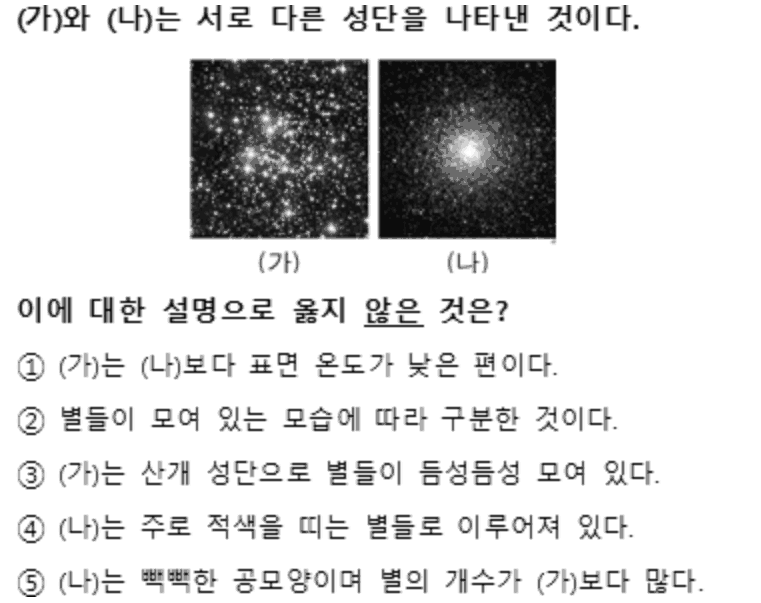 (가)와 (나)는 서로 다른 성단을 나타낸 것이다.
(가) (나)
이에 대한 설명으로 옳지 않은 것은?
① (가)는 (나)보다 표면 온도가 낮은 편이다.
② 별들이 모여 있는 모습에 따라 구분한 것이다.
③ (가)는 산개 성단으로 별들이 듬성듬성 모여 있다.
④ (나)는 주로 적색을 띠는 별들로 이루어져 있다.
⑤ (나)는 빽빽한 공모양이며 별의 개수가 (가)보다 많다.